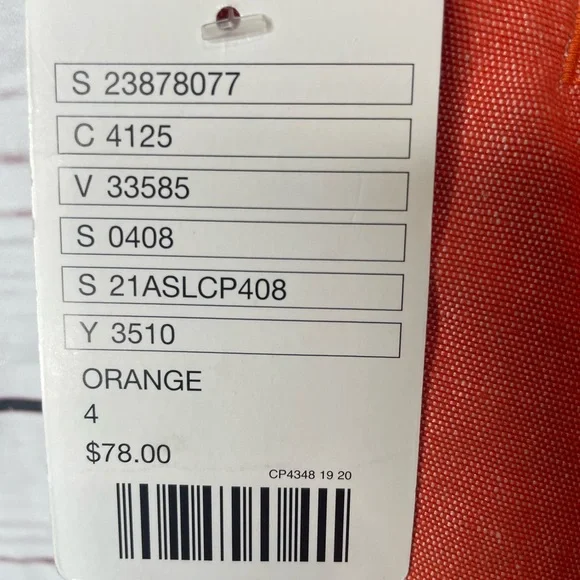 S 23878077
C 4125
V 33585
S 0408
S 21ASLCP408
Y 3510
ORANGE
4
$78.00
CP4348 19 20